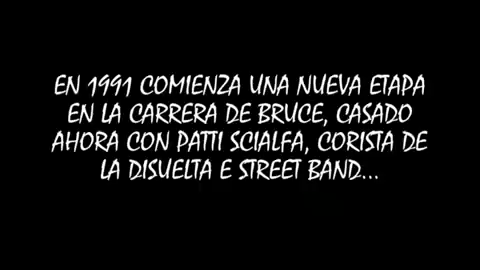 EN 1991 COMIENZA UNA NUEVA ETAPA
EN LA CARRERA DE BRUCE, CASADO
AHORA CON PATTI SCIALFA, CORISTA DE
LA DISUELTA E STREET BAND...